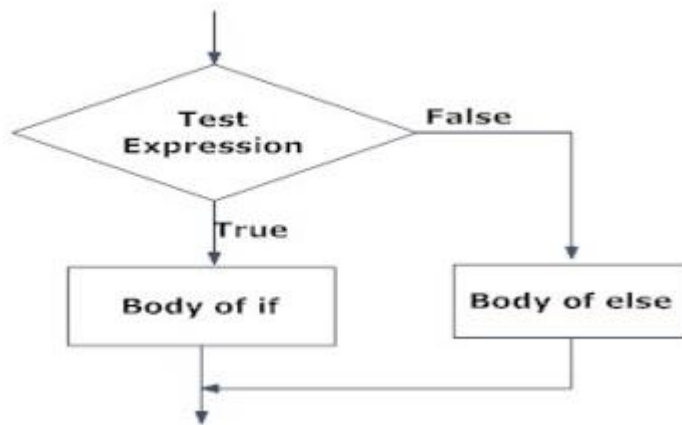 Test
Expression
False
True
Body of if
Body of else